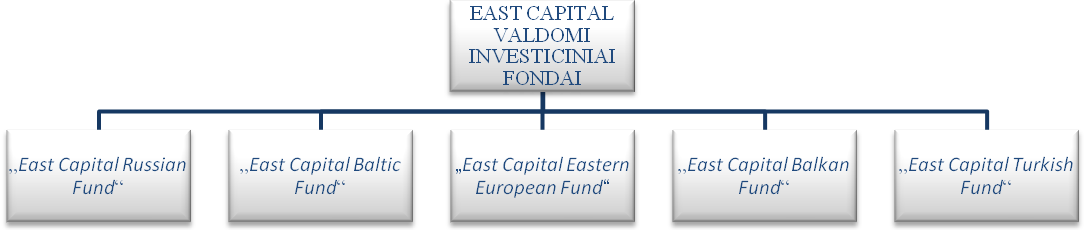 EAST CAPITAL
VALDOMI
INVESTICINIAI
FONDAI
„East Capital Russian
Fund“
„East Capital Baltic
Fund“
„East Capital Eastern
European Fund“
„East Capital Balkan
Fund“
„East Capital Turkish
Fund“